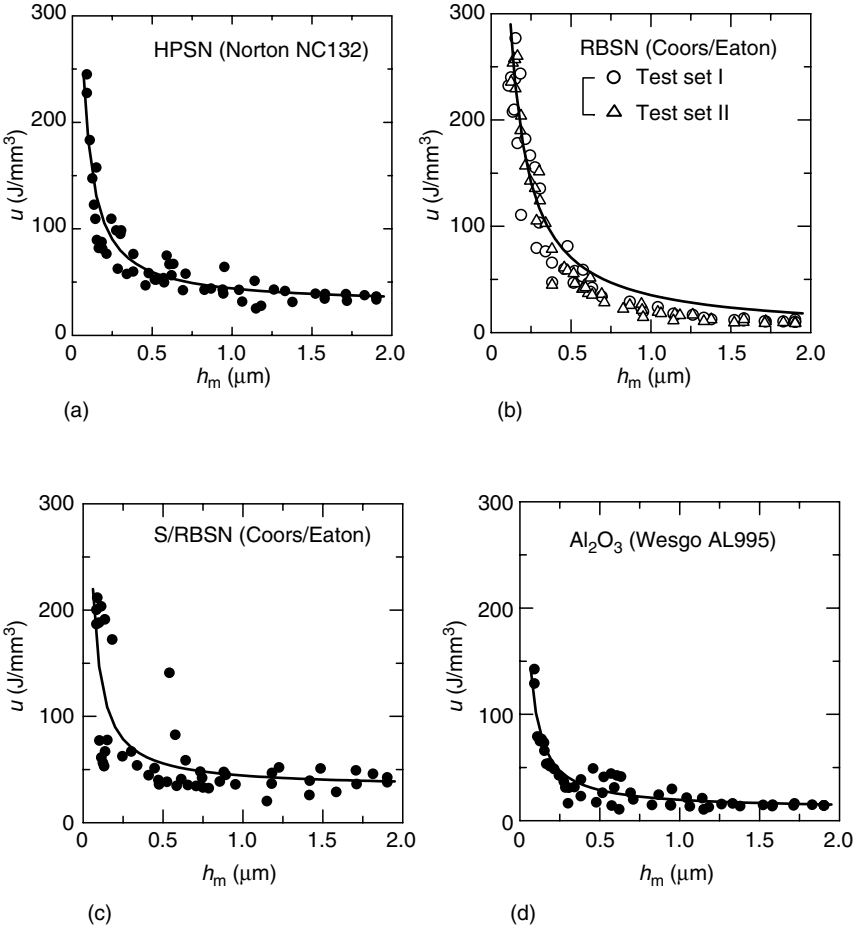 HPSN (Norton NC132)
300
200
100
0
u (J/mm³)
0 0.5 1.0 1.5 2.0
hm (μm)
(a)
RBSN (Coors/Eaton)
Test set I
Test set II
300
200
100
0
u (J/mm³)
0 0.5 1.0 1.5 2.0
hm (μm)
(b)
S/RBSN (Coors/Eaton)
300
200
100
0
u (J/mm³)
0 0.5 1.0 1.5 2.0
hm (μm)
(c)
Al₂O₃ (Wesgo AL995)
300
200
100
0
u (J/mm³)
0 0.5 1.0 1.5 2.0
hm (μm)
(d)